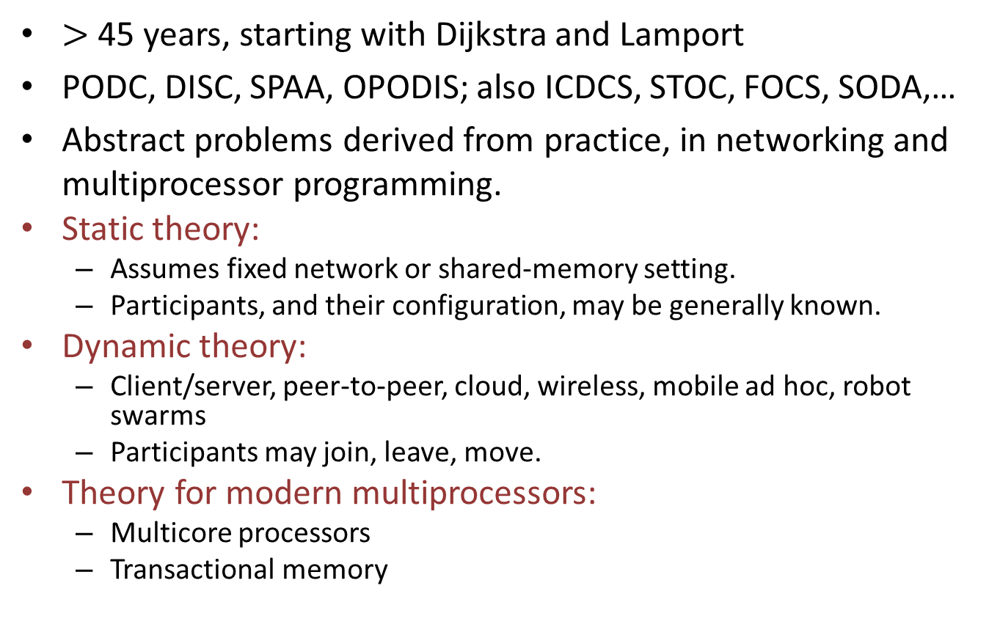 • > 45 years, starting with Dijkstra and Lamport
• PODC, DISC, SPAA, OPODIS; also ICDCS, STOC, FOCS, SODA,…
• Abstract problems derived from practice, in networking and
multiprocessor programming.
• Static theory:
– Assumes fixed network or shared-memory setting.
– Participants, and their configuration, may be generally known.
• Dynamic theory:
– Client/server, peer-to-peer, cloud, wireless, mobile ad hoc, robot
swarms
– Participants may join, leave, move.
• Theory for modern multiprocessors:
– Multicore processors
– Transactional memory